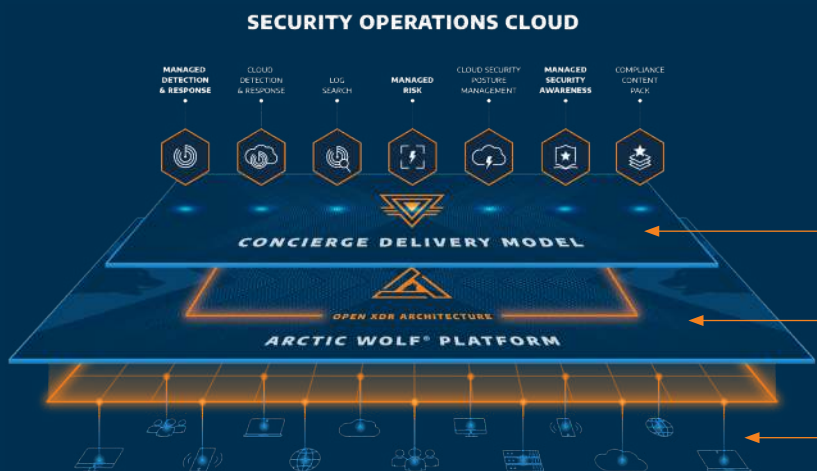 SECURITY OPERATIONS CLOUD
MANAGED
DETECTION
& RESPONSE
CLOUD
DETECTION
& RESPONSE
LOG
SEARCH
MANAGED
RISK
CLOUD SECURITY
POSTURE
MANAGEMENT
MANAGED
SECURITY
AWARENESS
COMPLIANCE
CONTENT
PACK
CONCIERGE DELIVERY MODEL
OPEN XDR ARCHITECTURE
ARCTIC WOLF® PLATFORM